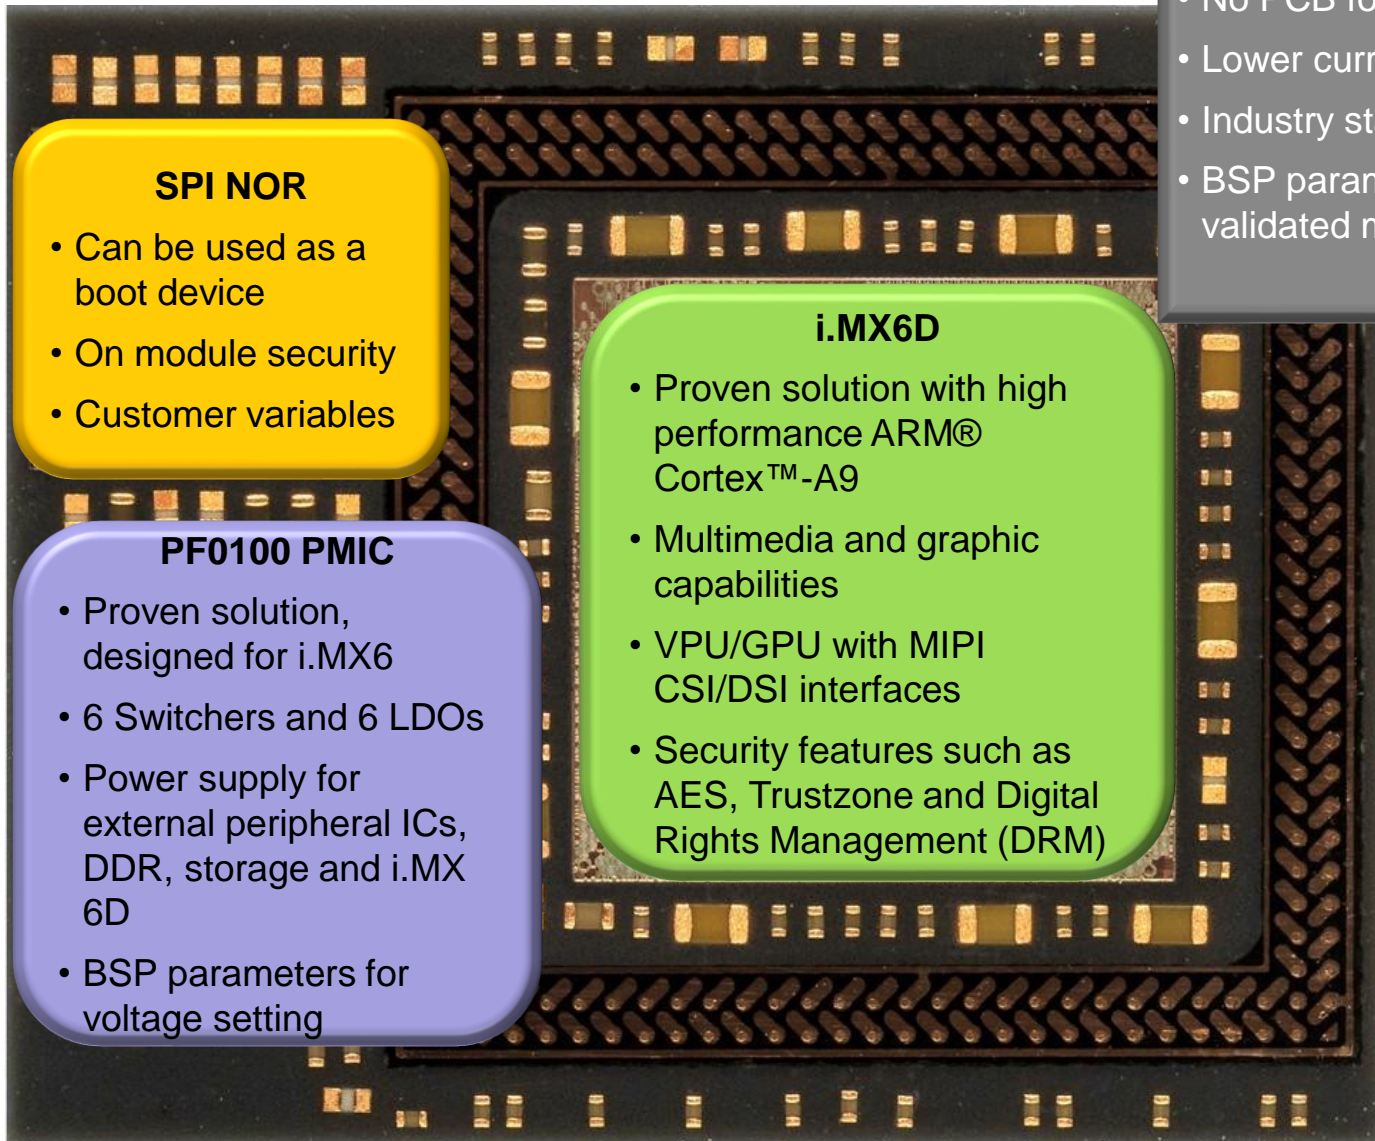 • No PCB
• Lower
• Industry
• BSP
validated
SPI NOR
• Can be used as a
boot device
• On module security
• Customer variables
i.MX6D
• Proven solution with high
performance ARM®
Cortex™-A9
• Multimedia and graphic
capabilities
• VPU/GPU with MIPI
CSI/DSI interfaces
• Security features such as
AES, Trustzone and Digital
Rights Management (DRM)
PF0100 PMIC
• Proven solution,
designed for i.MX6
• 6 Switchers and 6 LDOs
• Power supply for
external peripheral ICs,
DDR, storage and i.MX
6D
• BSP parameters for
voltage setting